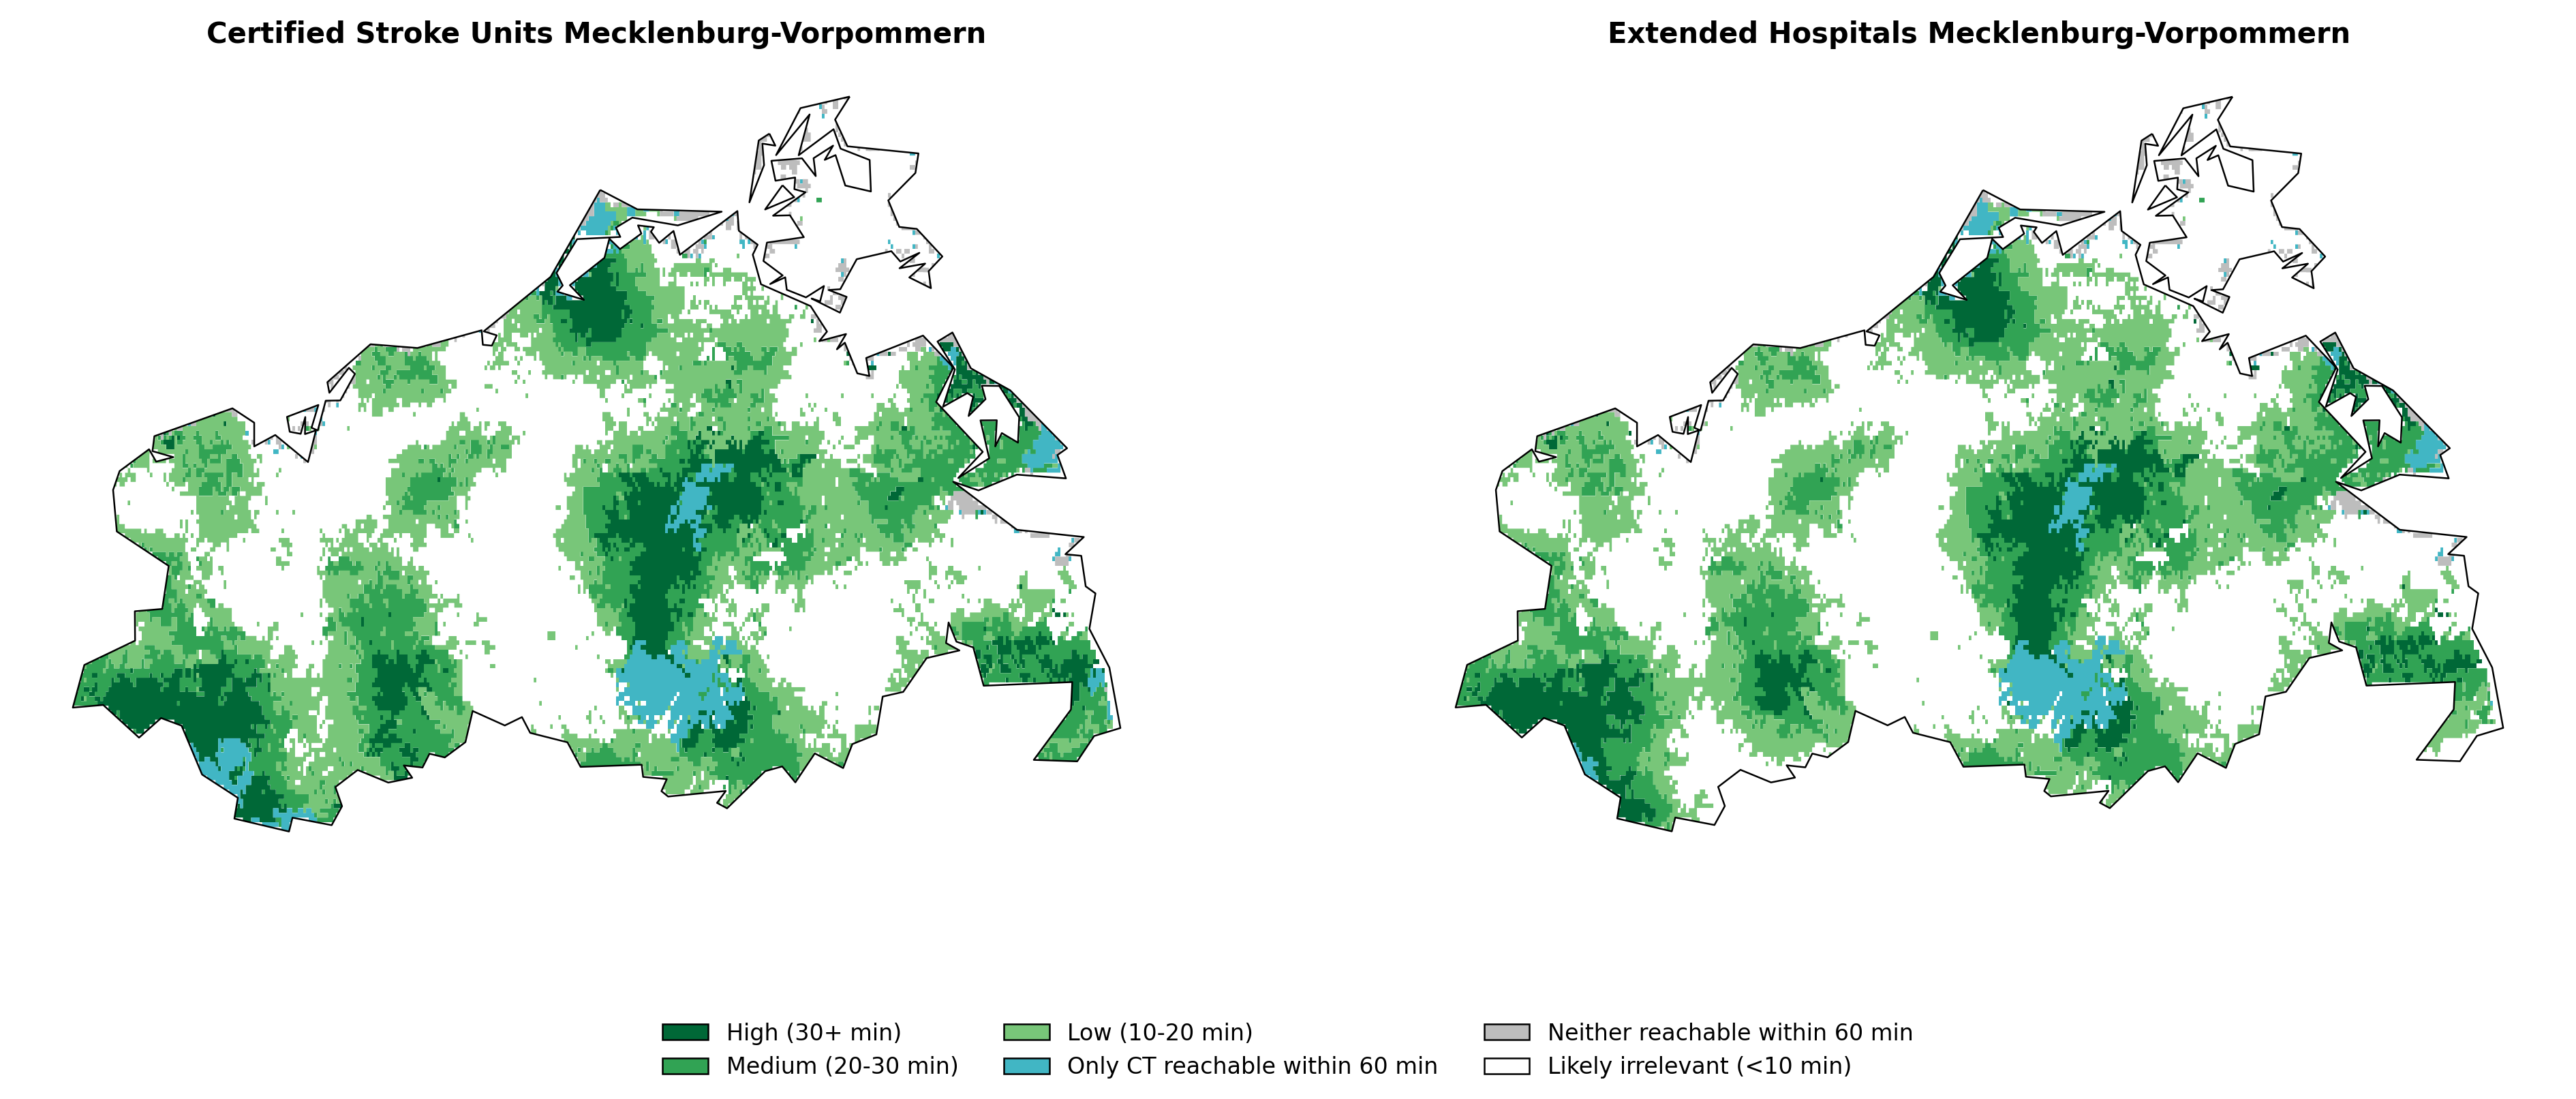 Certified Stroke Units Mecklenburg-Vorpommern
Extended Hospitals Mecklenburg-Vorpommern
High (30+ min)
Medium (20-30 min)
Low (10-20 min)
Only CT reachable within 60 min
Neither reachable within 60 min
Likely irrelevant (<10 min)